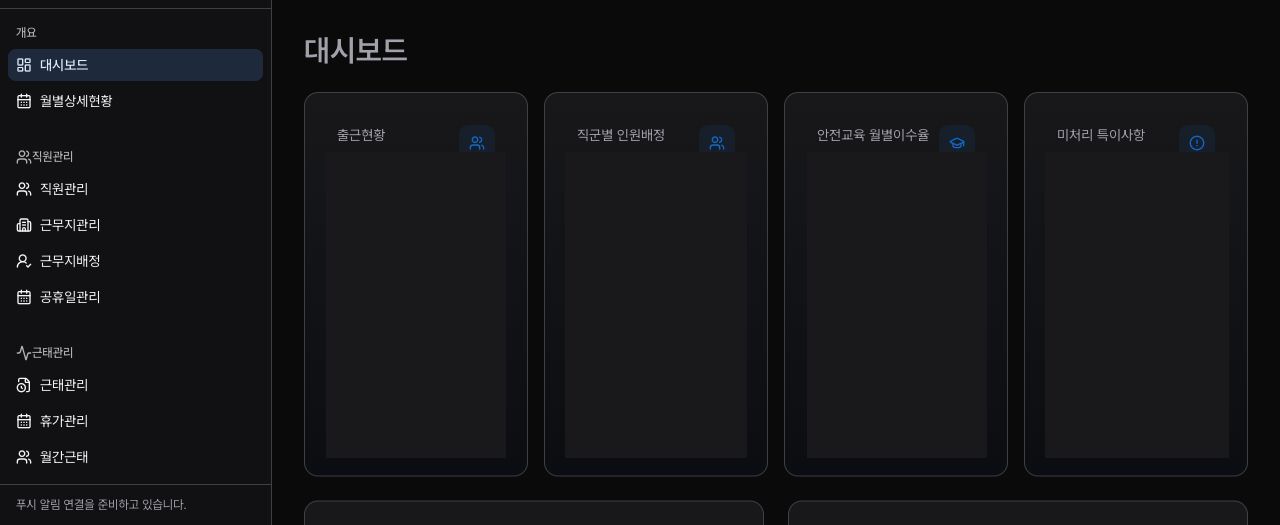 개요
대시보드
월별상세현황
직원관리
직원관리
근무지관리
근무지배정
공휴일관리
근태관리
근태관리
휴가관리
월간근태
푸시 알림 연결을 준비하고 있습니다.
대시보드
출근현황
직군별 인원배정
안전교육 월별이수율
미처리 특이사항